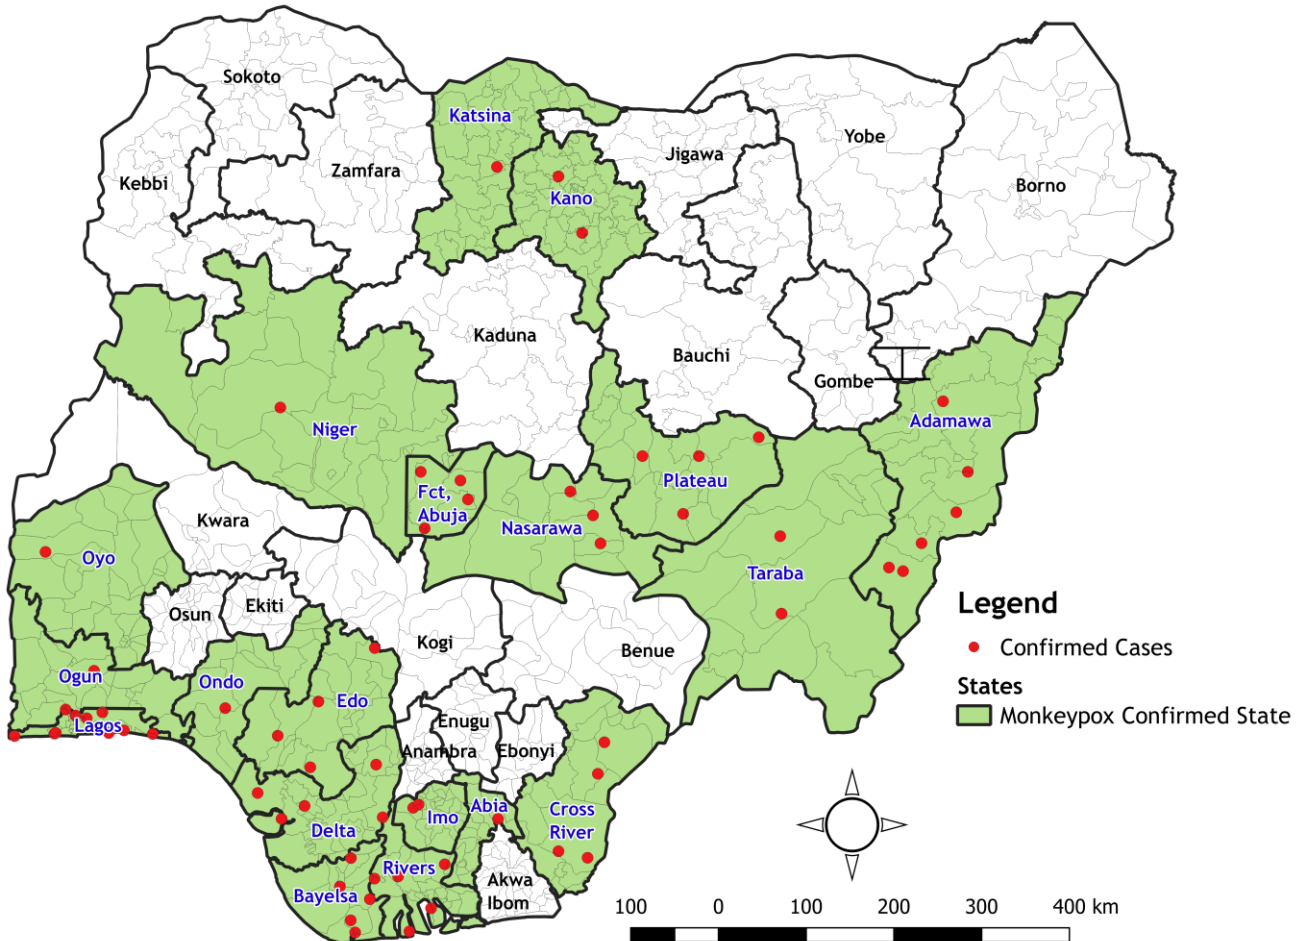 Sokoto
Katsina
Yobe
Jigawa
Zamfara
Kebbi
Borno
Kano
Kaduna
Bauchi
Gombe
Adamawa
Niger
Plateau
Fct,
Abuja
Kwara
Nasarawa
Oyo
Taraba
Osun
Ekiti
Kogi
Benue
Ogun
Ondo
Edo
Lagos
Enugu
Anambra
Ebonyi
Abia
Imo
Cross
River
Delta
Rivers
Bayelsa
Akwa
Ibom
Legend
Confirmed Cases
States
Monkeypox Confirmed State
100 0 100 200 300 400 km